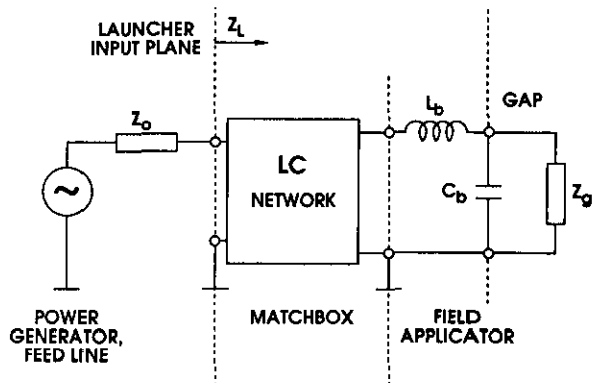 LAUNCHER
INPUT PLANE
Z_L
Z_o
LC
NETWORK
L_b
GAP
C_b
Z_g
POWER
GENERATOR,
FEED LINE
MATCHBOX
FIELD
APPLICATOR